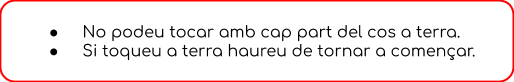 ● No podeu tocar amb cap part del cos a terra.
● Si toqueu a terra haureu de tornar a començar.